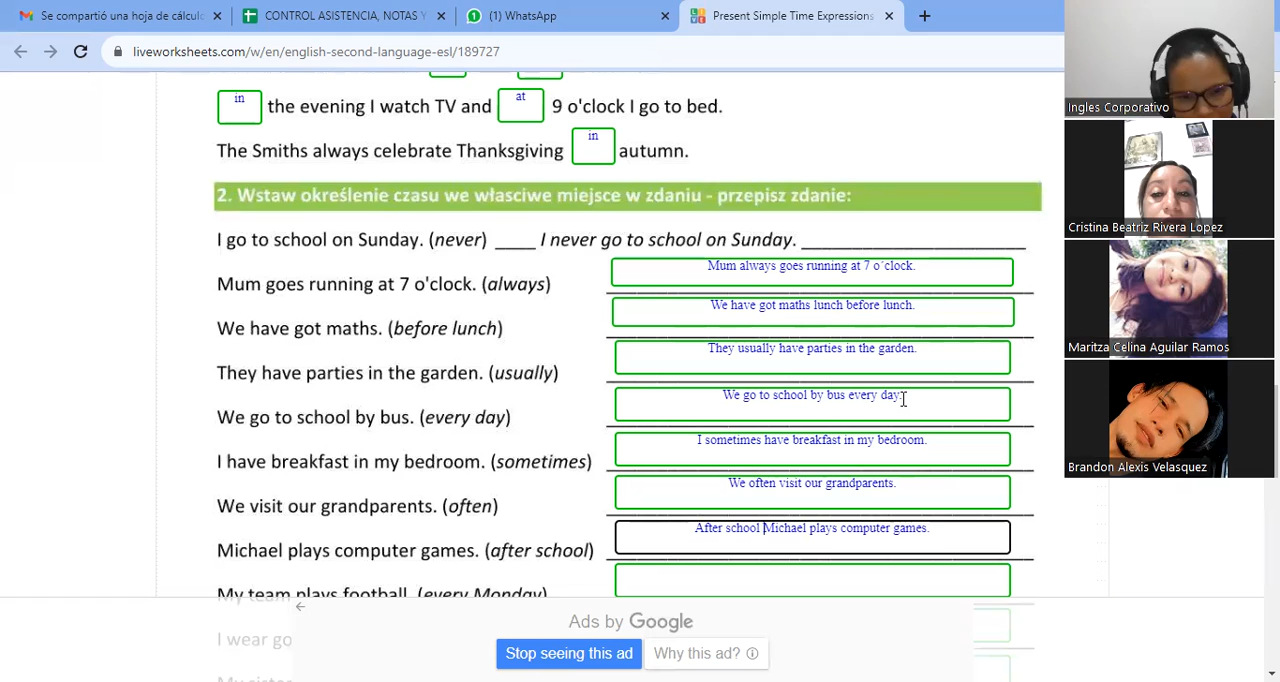 Se compartió una hoja de cálcul
CONTROL ASISTENCIA, NOTAS Y
(1) WhatsApp
Present Simple Time Expressions
liveworksheets.com/w/en/english-second-language-esl/189727
in the evening I watch TV and at 9 o'clock I go to bed.
The Smiths always celebrate Thanksgiving in autumn.
2. Wstaw określenie czasu we własciwe miejsce w zdaniu - przepisz zdanie:
I go to school on Sunday. (never) ____ I never go to school on Sunday. ______________________
Mum goes running at 7 o'clock. (always) Mum always goes running at 7 o´clock.
We have got maths. (before lunch) We have got maths lunch before lunch.
They have parties in the garden. (usually) They usually have parties in the garden.
We go to school by bus. (every day) We go to school by bus every day.
I have breakfast in my bedroom. (sometimes) I sometimes have breakfast in my bedroom.
We visit our grandparents. (often) We often visit our grandparents.
Michael plays computer games. (after school) After school Michael plays computer games.
My team plays football. (every Monday)
I wear go
Ads by Google
Stop seeing this ad
Why this ad?
Ingles Corporativo
Cristina Beatriz Rivera Lopez
Maritza Celina Aguilar Ramos
Brandon Alexis Velasquez